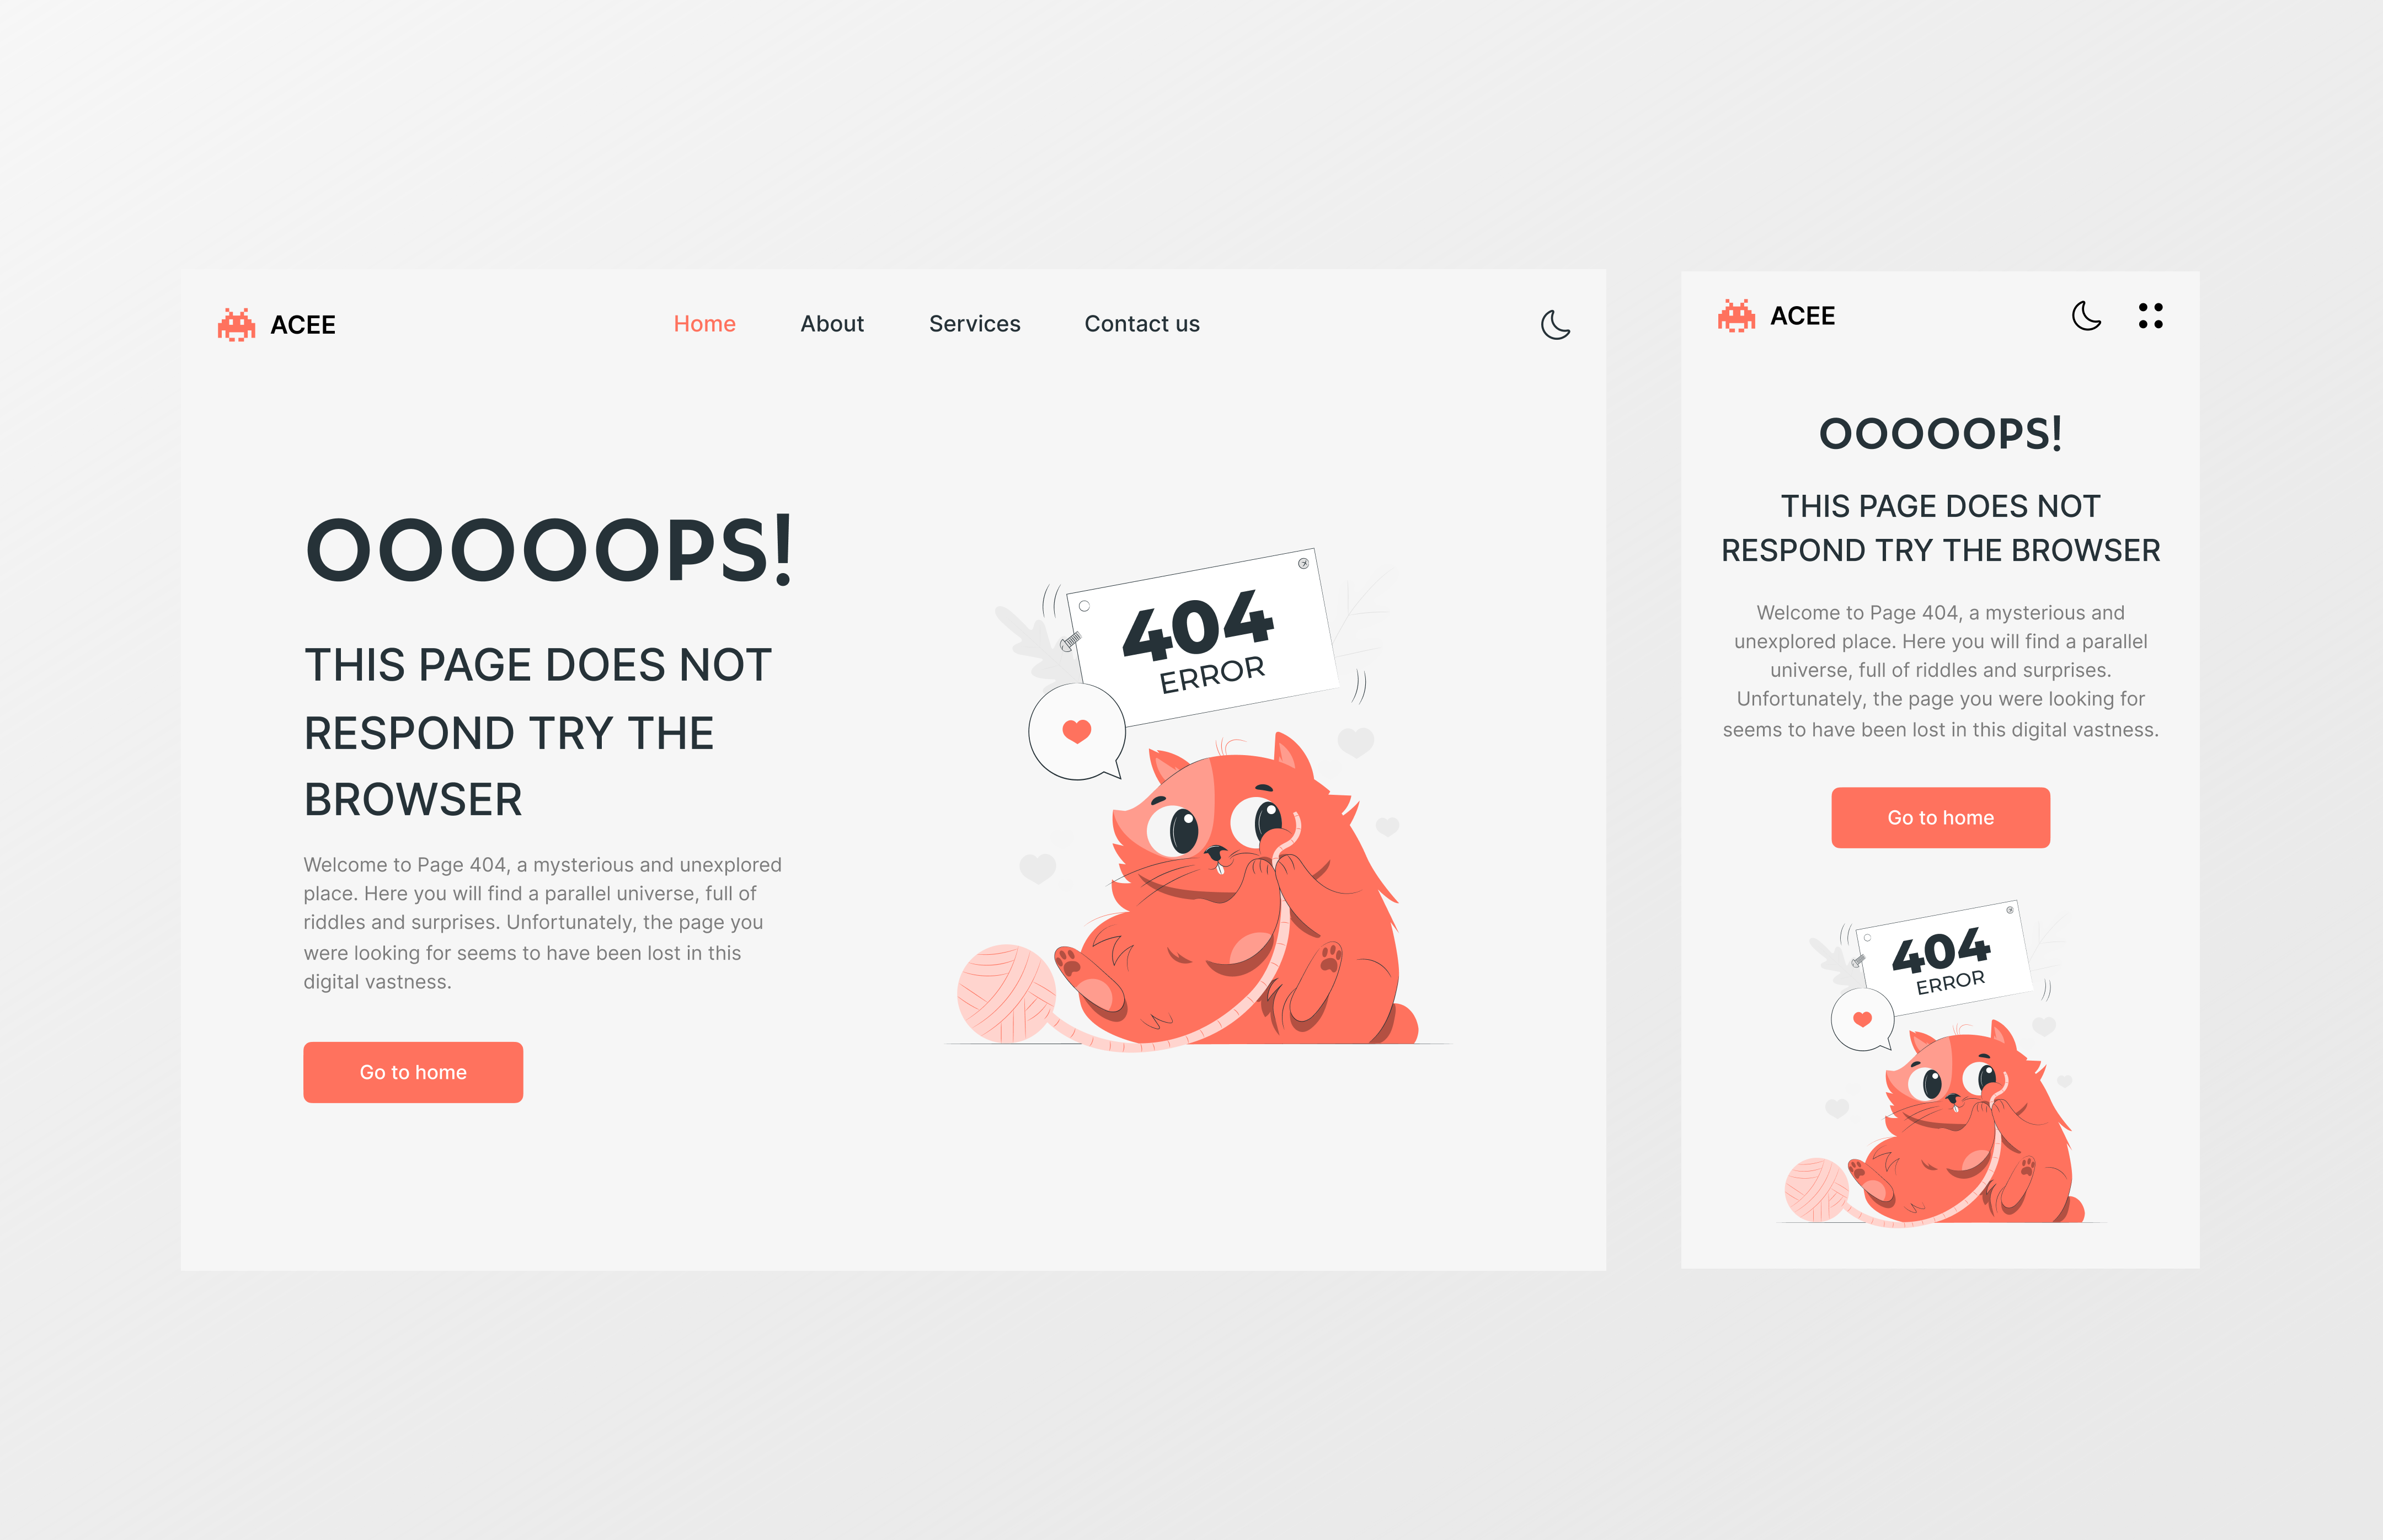 ACEE
Home About Services Contact us
OOOOOPS!
THIS PAGE DOES NOT
RESPOND TRY THE
BROWSER
Welcome to Page 404, a mysterious and unexplored
place. Here you will find a parallel universe, full of
riddles and surprises. Unfortunately, the page you
were looking for seems to have been lost in this
digital vastness.
Go to home
404
ERROR
ACEE
OOOOOPS!
THIS PAGE DOES NOT
RESPOND TRY THE BROWSER
Welcome to Page 404, a mysterious and
unexplored place. Here you will find a parallel
universe, full of riddles and surprises.
Unfortunately, the page you were looking for
seems to have been lost in this digital vastness.
Go to home
404
ERROR